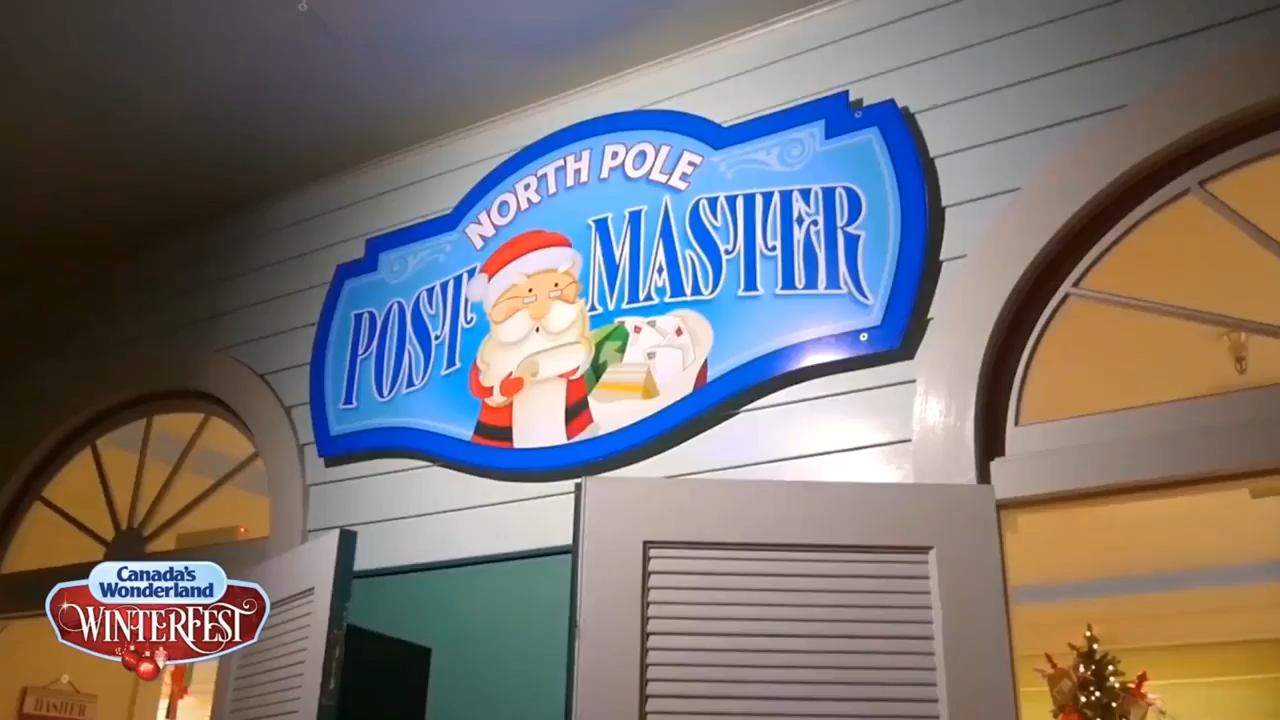 NORTH POLE
POST MASTER
Canada's
Wonderland
WINTERFEST
DASHER